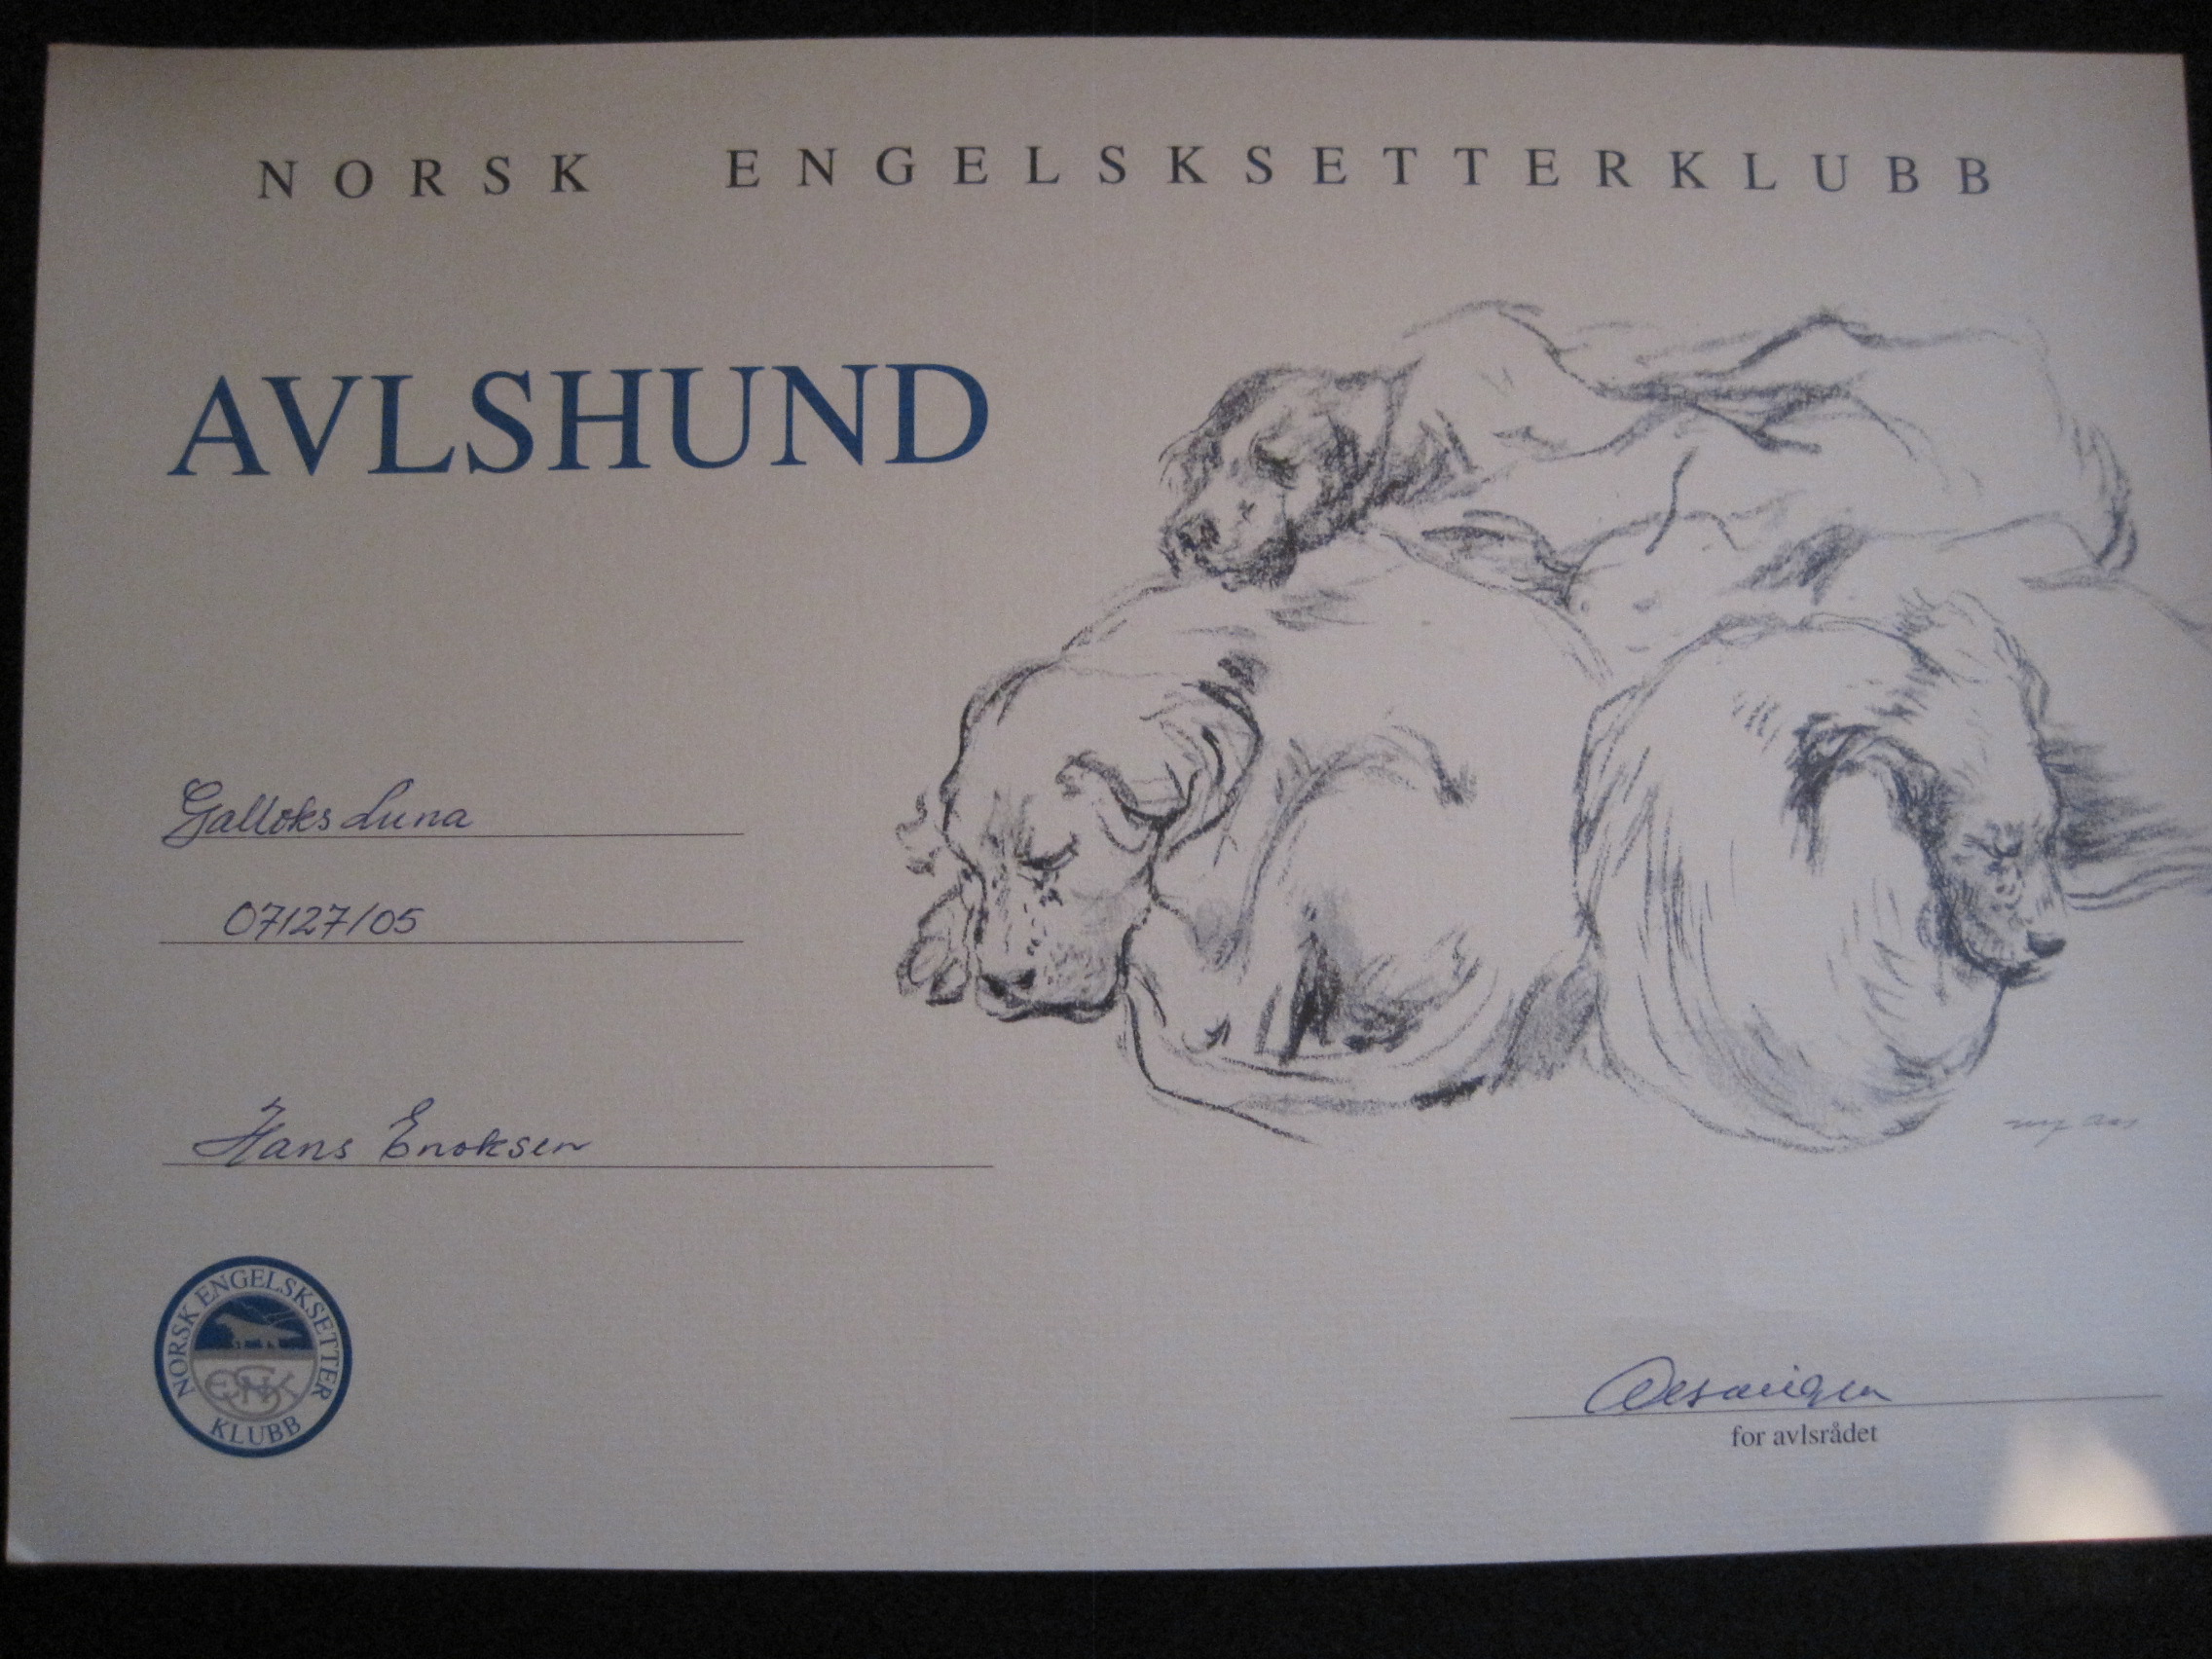 NORSK ENGELSKSETTERKLUBB
AVLSHUND
Galloks Luna
07127/05
Hans Enoksen
NORSK ENGELSKSETTER
KLUBB
for avlsrådet